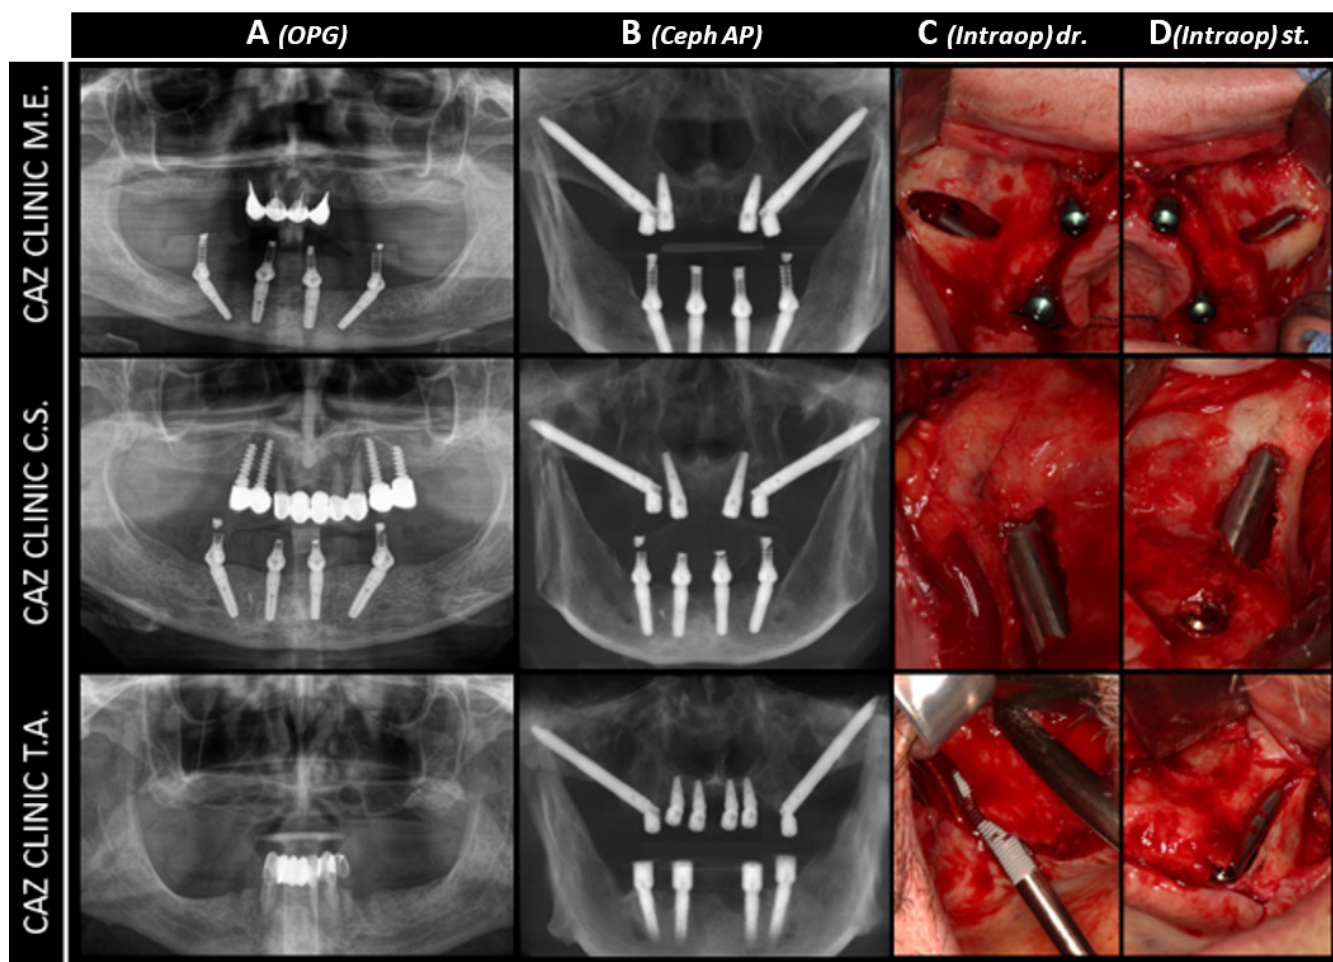 A (OPG)
B (Ceph AP)
C (Intraop) dr.
D(Intraop) st.
CAZ CLINIC M.E.
CAZ CLINIC C.S.
CAZ CLINIC T.A.